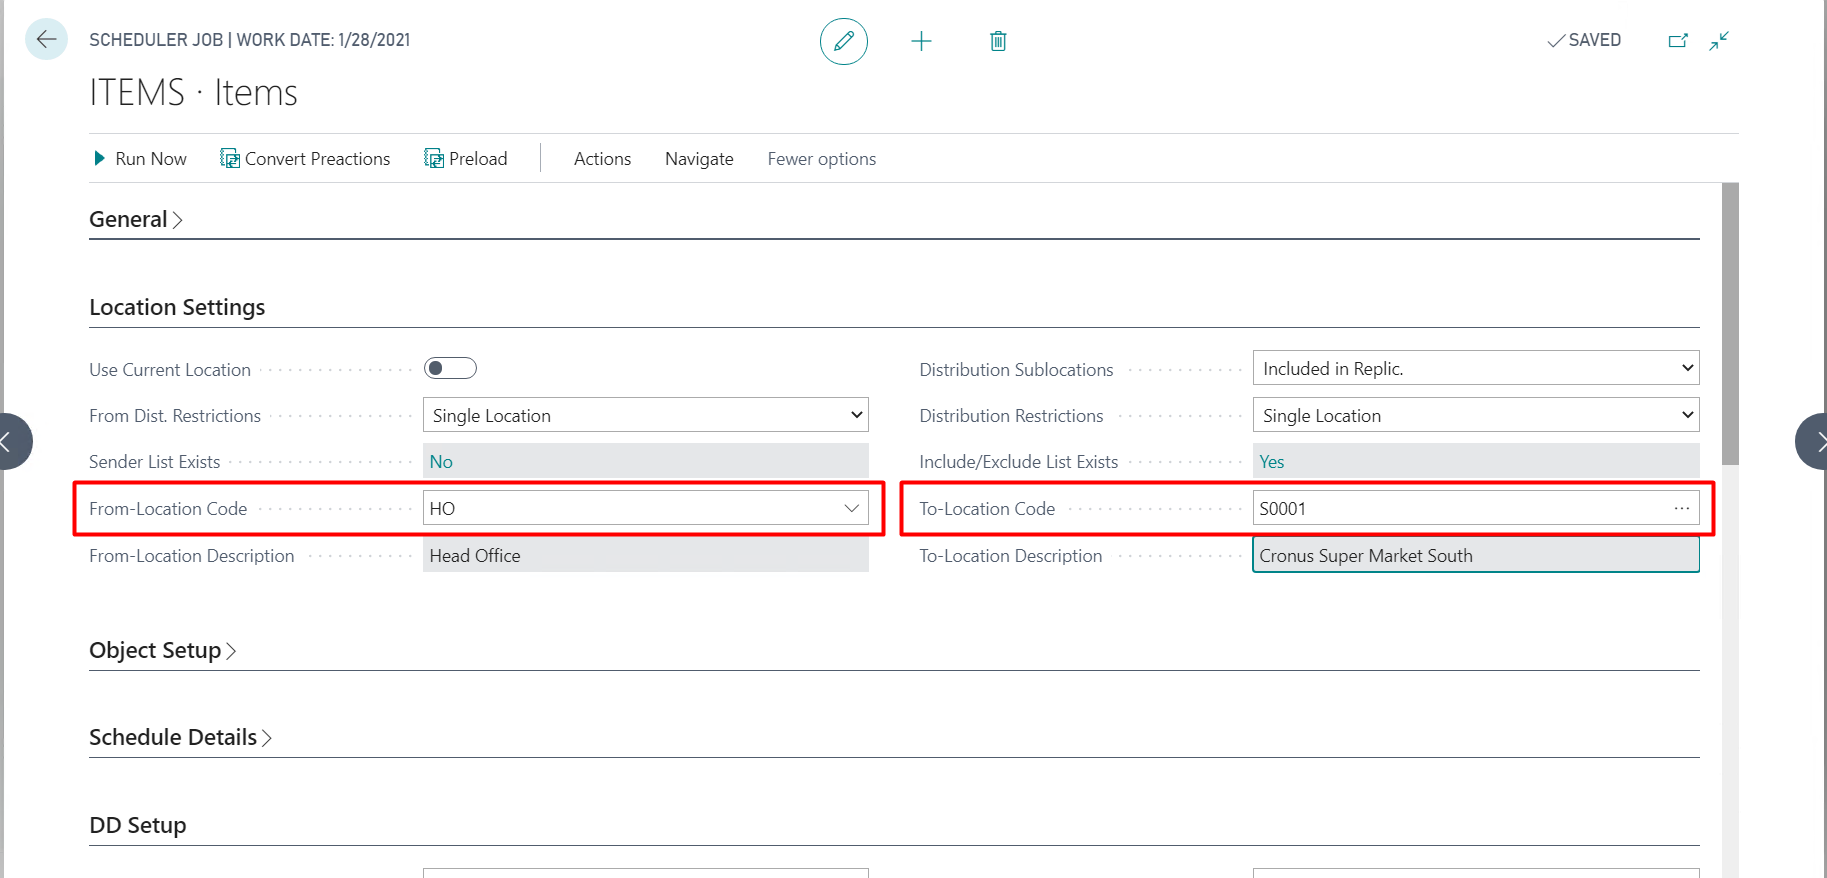 SCHEDULER JOB | WORK DATE: 1/28/2021
SAVED
ITEMS · Items
Run Now Convert Preactions Preload Actions Navigate Fewer options
General
Location Settings
Use Current Location
Distribution Sublocations Included in Replic.
From Dist. Restrictions Single Location
Distribution Restrictions Single Location
Sender List Exists No
Include/Exclude List Exists Yes
From-Location Code HO
To-Location Code S0001
From-Location Description Head Office
To-Location Description Cronus Super Market South
Object Setup
Schedule Details
DD Setup